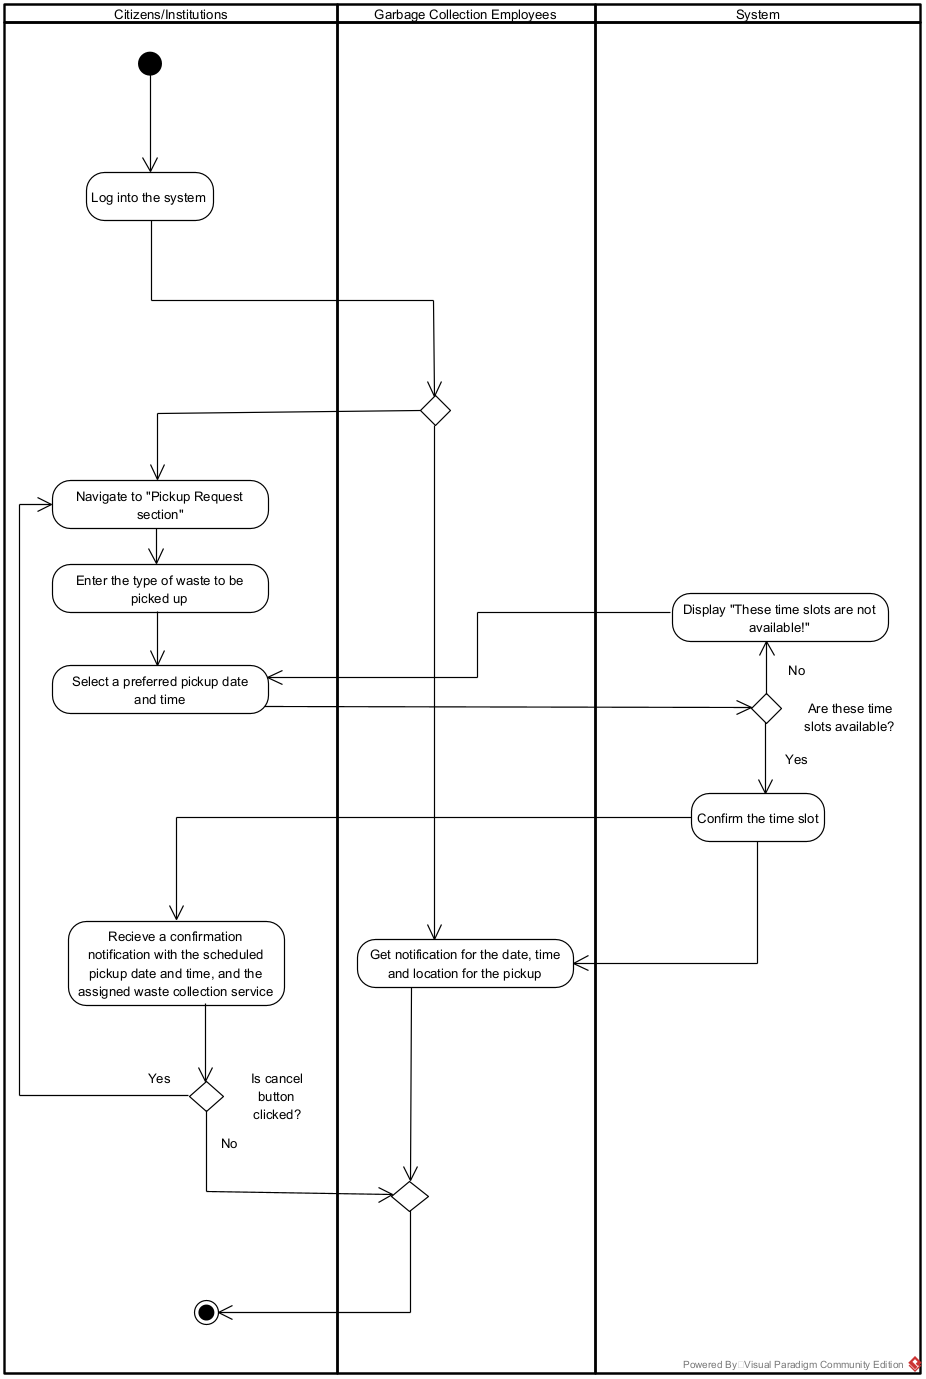 Citizens/Institutions
Garbage Collection Employees
System
Log into the system
Navigate to "Pickup Request
section"
Enter the type of waste to be
picked up
Display "These time slots are not
available!"
Select a preferred pickup date
and time
No
Are these time
slots available?
Yes
Confirm the time slot
Recieve a confirmation
notification with the scheduled
pickup date and time, and the
assigned waste collection service
Get notification for the date, time
and location for the pickup
Yes
Is cancel
button
clicked?
No
Powered By Visual Paradigm Community Edition